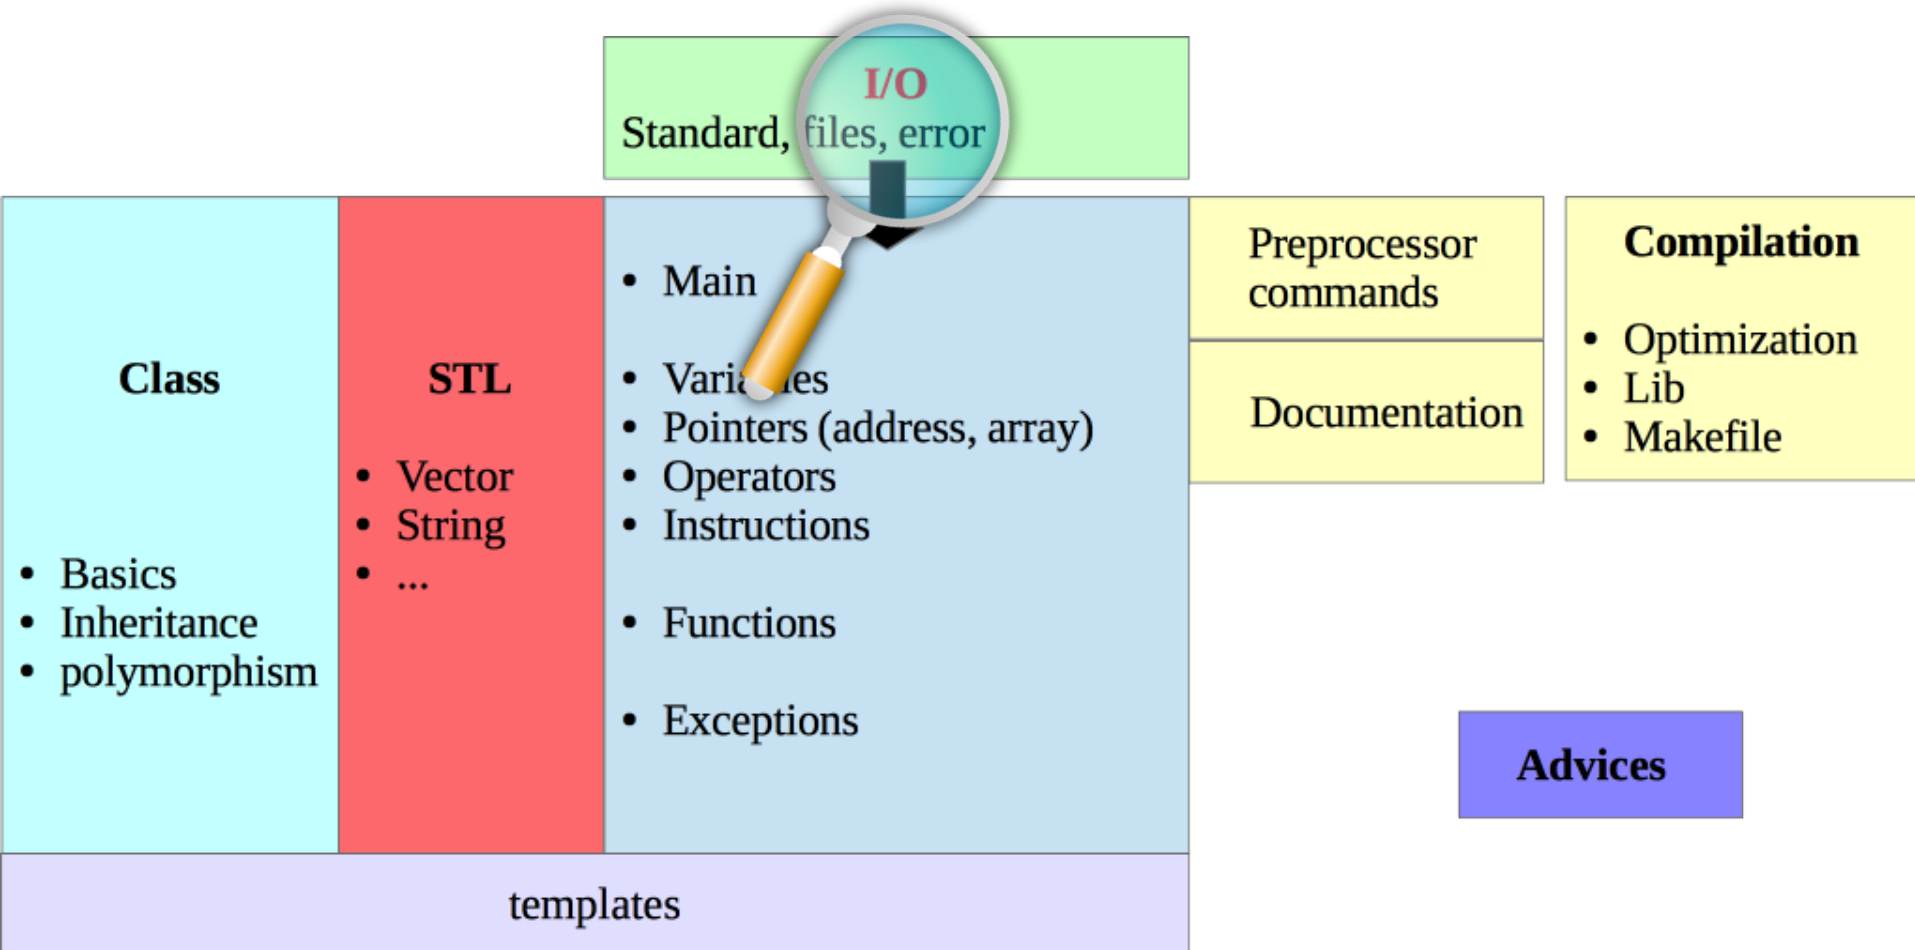 I/O
Standard, files, error
Class
• Basics
• Inheritance
• polymorphism
STL
• Vector
• String
• ...
• Main
• Pointers (address, array)
• Operators
• Instructions
• Functions
• Exceptions
Preprocessor
commands
Documentation
Compilation
• Optimization
• Lib
• Makefile
Advices
templates